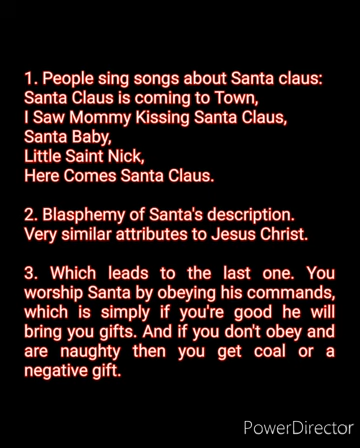 1. People sing songs about Santa claus:
Santa Claus is coming to Town,
I Saw Mommy Kissing Santa Claus,
Santa Baby,
Little Saint Nick,
Here Comes Santa Claus.
2. Blasphemy of Santa's description.
Very similar attributes to Jesus Christ.
3. Which leads to the last one. You
worship Santa by obeying his commands,
which is simply if you're good he will
bring you gifts. And if you don't obey and
are naughty then you get coal or a
negative gift.
PowerDirector